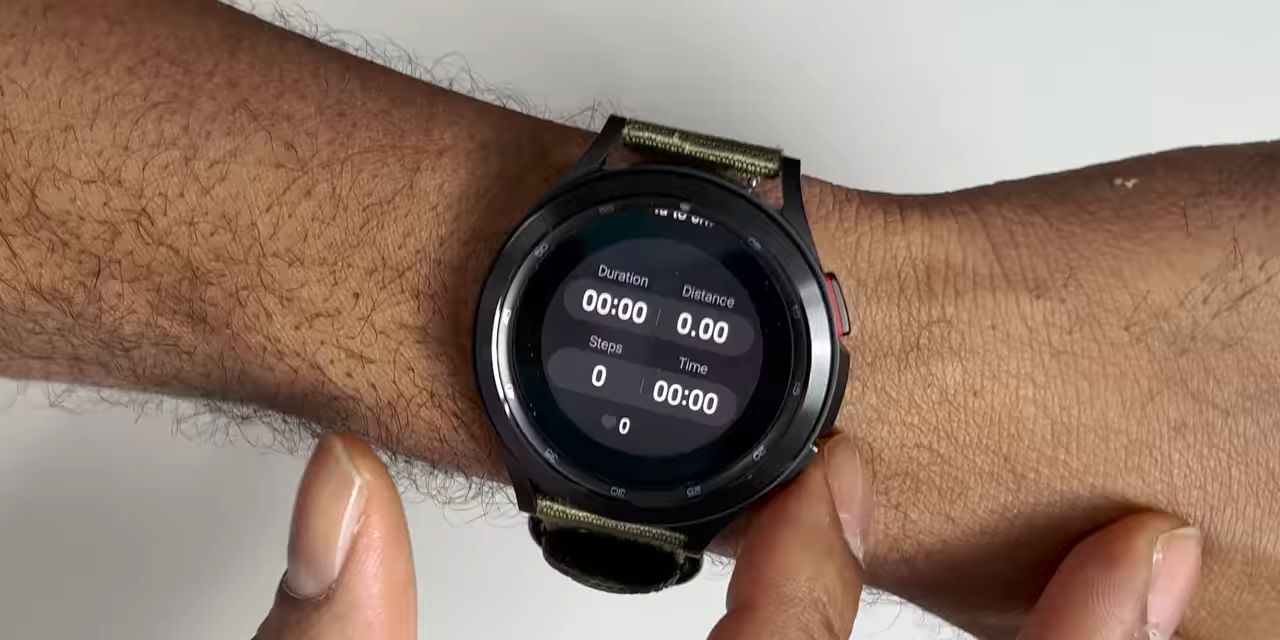 Duration Distance
00:00 0.00
Steps Time
0 00:00
0